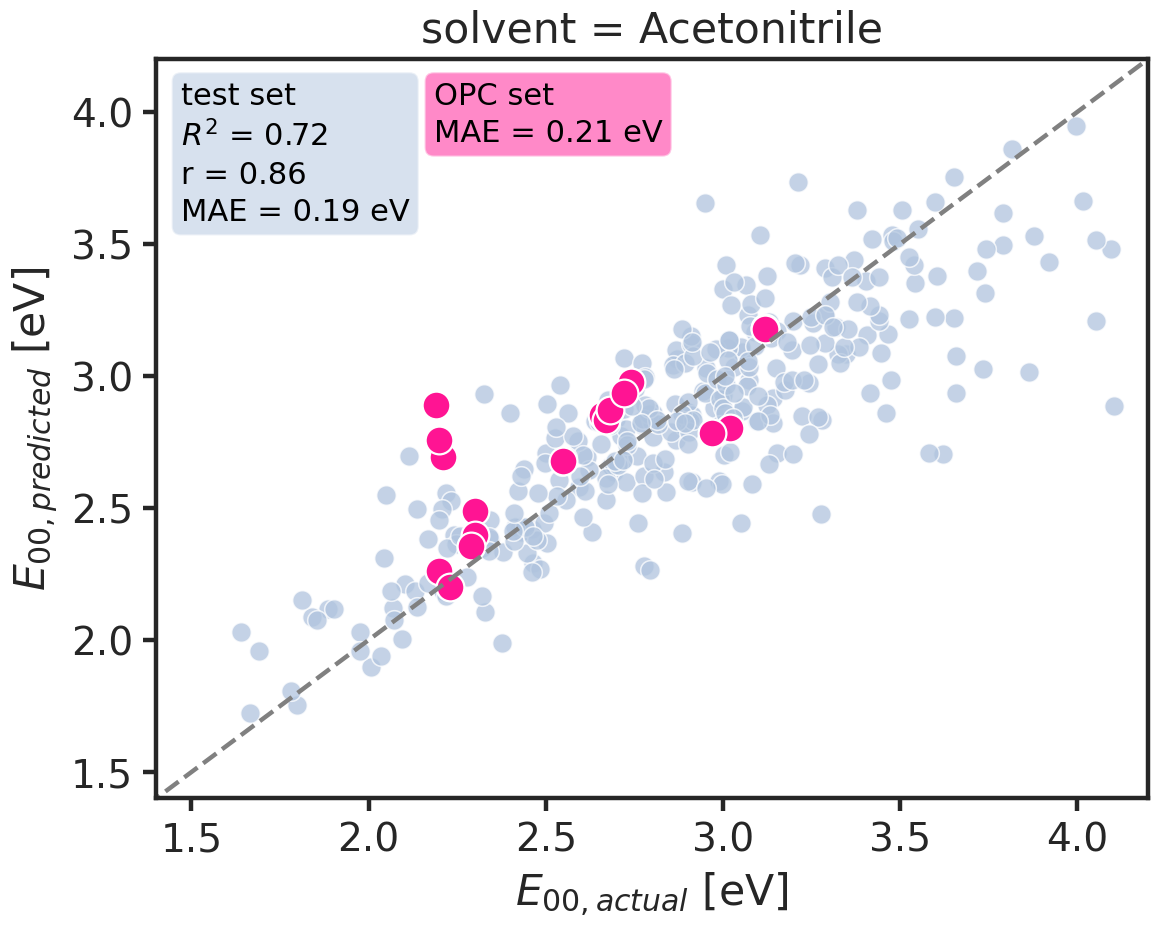 solvent = Acetonitrile
test set
R² = 0.72
r = 0.86
MAE = 0.19 eV
OPC set
MAE = 0.21 eV
4.0
3.5
3.0
2.5
2.0
1.5
E₀₀,predicted [eV]
1.5 2.0 2.5 3.0 3.5 4.0
E₀₀,actual [eV]